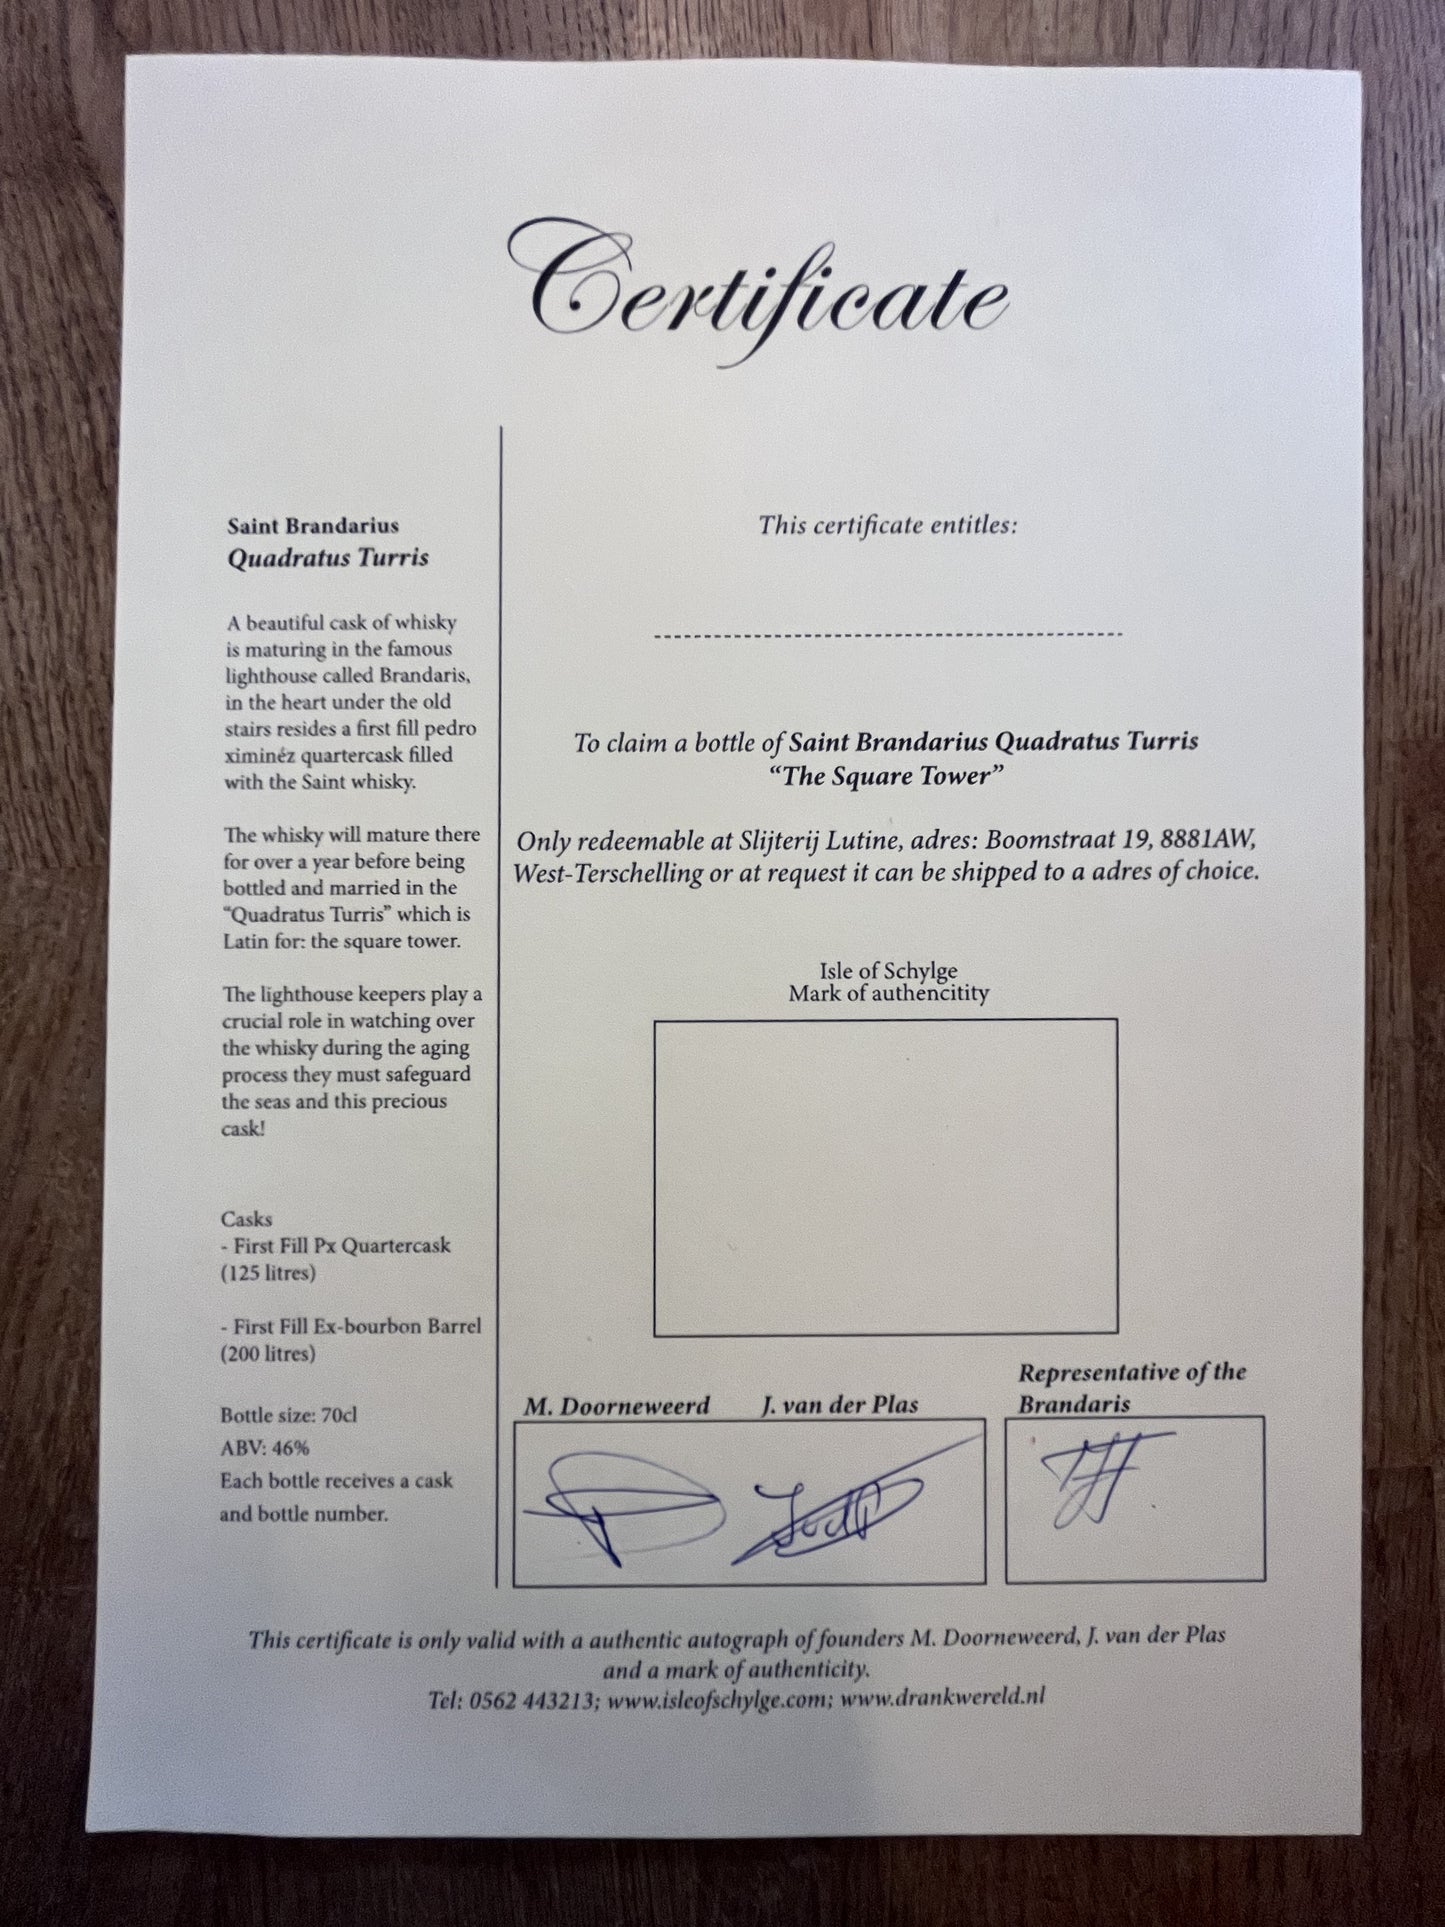 Certificate
Saint Brandarius
Quadratus Turris
A beautiful cask of whisky
is maturing in the famous
lighthouse called Brandaris,
in the heart under the old
stairs resides a first fill pedro
ximinéz quartercask filled
with the Saint whisky.
The whisky will mature there
for over a year before being
bottled and married in the
“Quadratus Turris” which is
Latin for: the square tower.
The lighthouse keepers play a
crucial role in watching over
the whisky during the aging
process they must safeguard
the seas and this precious
cask!
Casks
- First Fill Px Quartercask
(125 litres)
- First Fill Ex-bourbon Barrel
(200 litres)
Bottle size: 70cl
ABV: 46%
Each bottle receives a cask
and bottle number.
This certificate entitles:
To claim a bottle of Saint Brandarius Quadratus Turris
“The Square Tower”
Only redeemable at Slijterij Lutine, adres: Boomstraat 19, 8881AW,
West-Terschelling or at request it can be shipped to a adres of choice.
Isle of Schylge
Mark of authencitity
M. Doorneweerd J. van der Plas
Representative of the
Brandaris
This certificate is only valid with a authentic autograph of founders M. Doorneweerd, J. van der Plas
and a mark of authenticity.
Tel: 0562 443213; www.isleofschylge.com; www.drankwereld.nl